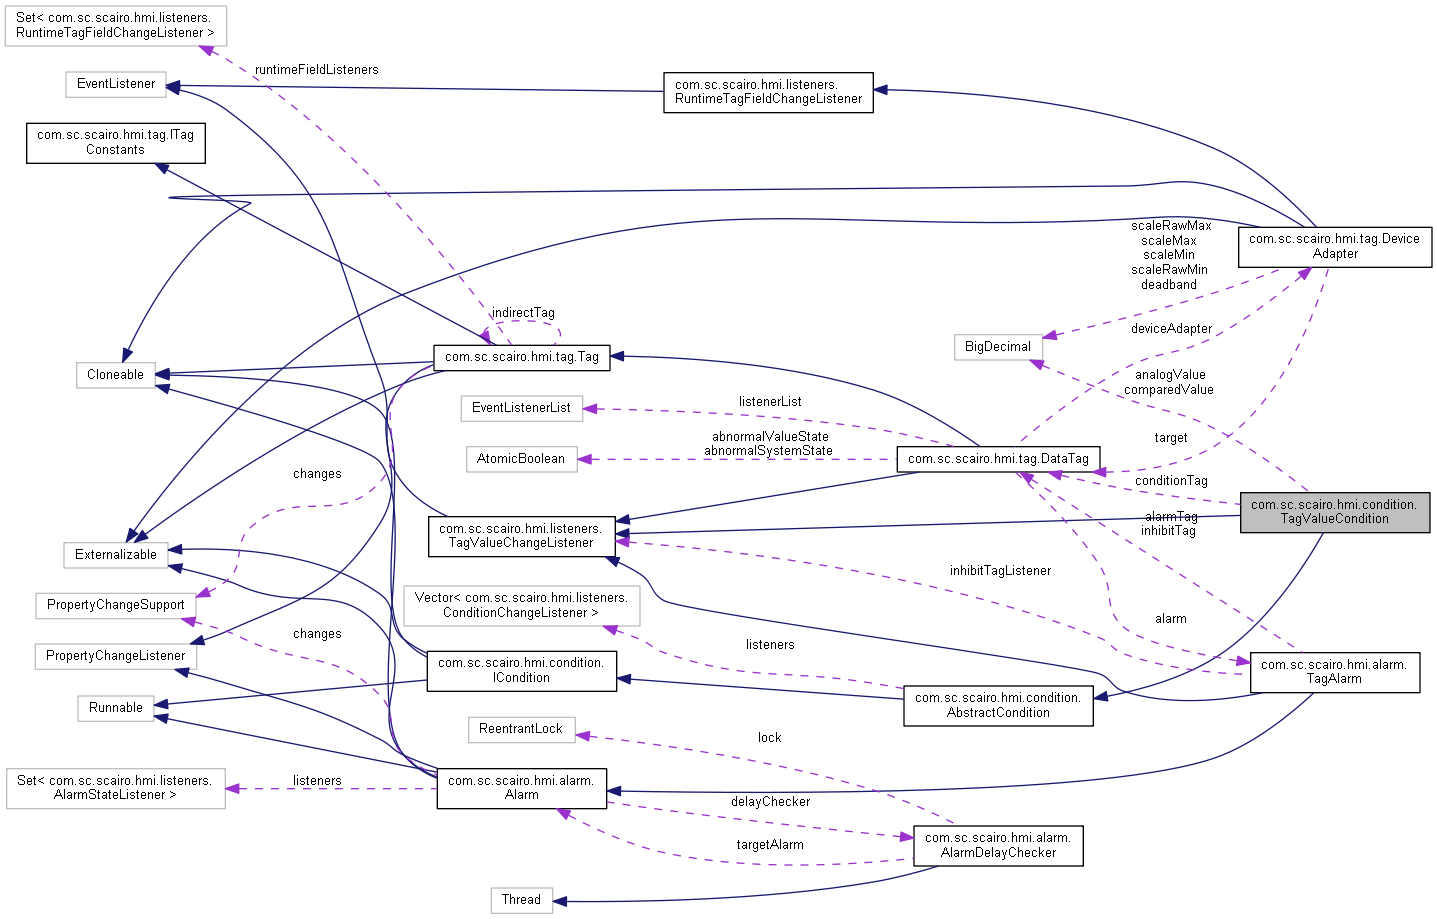 Set< com.sc.scairo.hmi.listeners.
RuntimeTagFieldChangeListener >
runtimeFieldListeners
EventListener
com.sc.scairo.hmi.listeners.
RuntimeTagFieldChangeListener
com.sc.scairo.hmi.tag.ITag
Constants
scaleRawMax
scaleMax
scaleMin
scaleRawMin
deadband
com.sc.scairo.hmi.tag.Device
Adapter
indirectTag
deviceAdapter
BigDecimal
com.sc.scairo.hmi.tag.Tag
Cloneable
analogValue
comparedValue
EventListenerList
listenerList
abnormalValueState
abnormalSystemState
target
AtomicBoolean
com.sc.scairo.hmi.tag.DataTag
changes
conditionTag
com.sc.scairo.hmi.condition.
TagValueCondition
alarmTag
inhibitTag
com.sc.scairo.hmi.listeners.
TagValueChangeListener
Externalizable
inhibitTagListener
PropertyChangeSupport
Vector< com.sc.scairo.hmi.listeners.
ConditionChangeListener >
alarm
changes
listeners
PropertyChangeListener
com.sc.scairo.hmi.condition.
ICondition
com.sc.scairo.hmi.alarm.
TagAlarm
Runnable
com.sc.scairo.hmi.condition.
AbstractCondition
ReentrantLock
lock
Set< com.sc.scairo.hmi.listeners.
AlarmStateListener >
listeners
com.sc.scairo.hmi.alarm.
Alarm
delayChecker
targetAlarm
com.sc.scairo.hmi.alarm.
AlarmDelayChecker
Thread